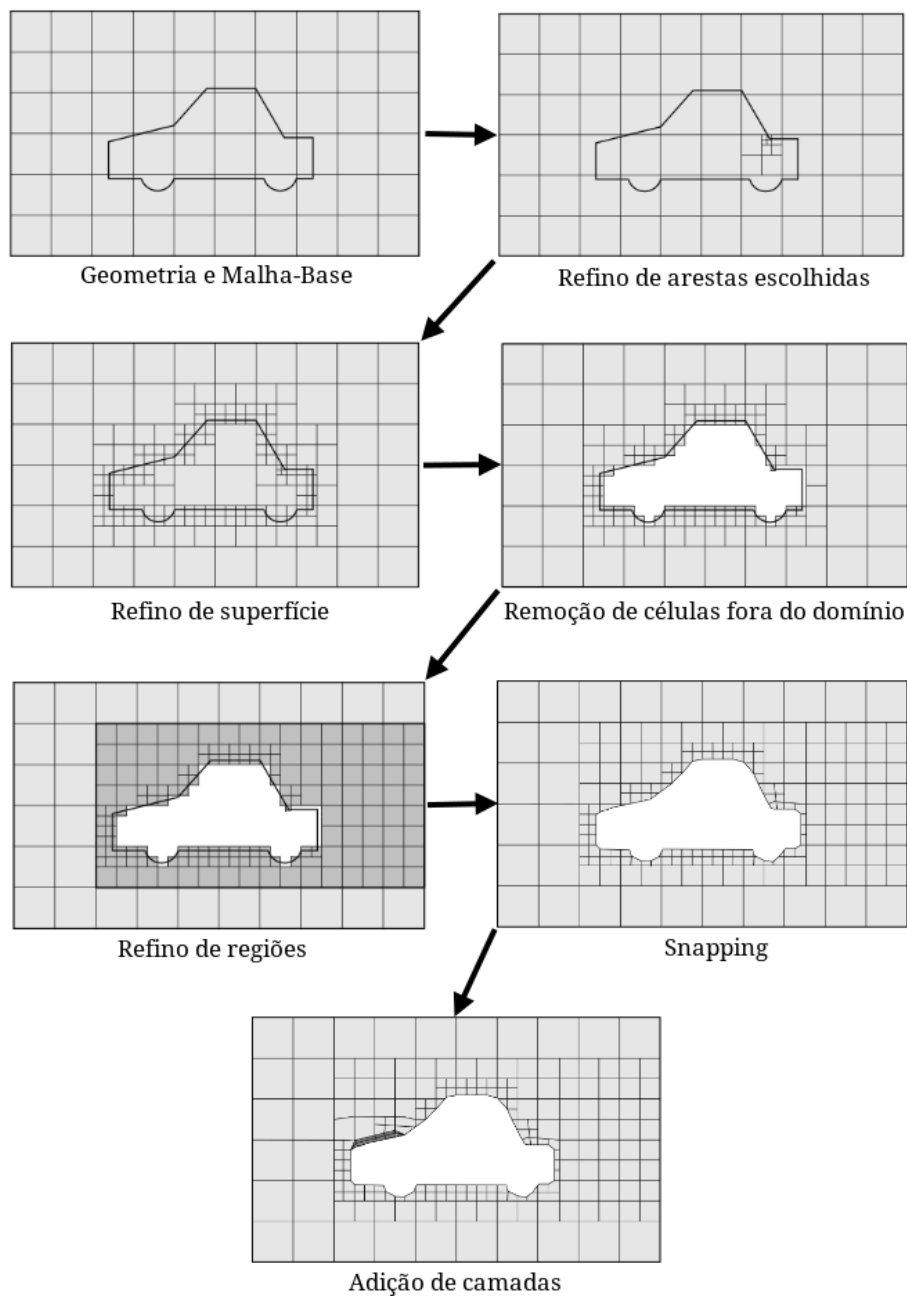 Geometria e Malha-Base
Refino de arestas escolhidas
Refino de superfície
Remoção de células fora do domínio
Refino de regiões
Snapping
Adição de camadas